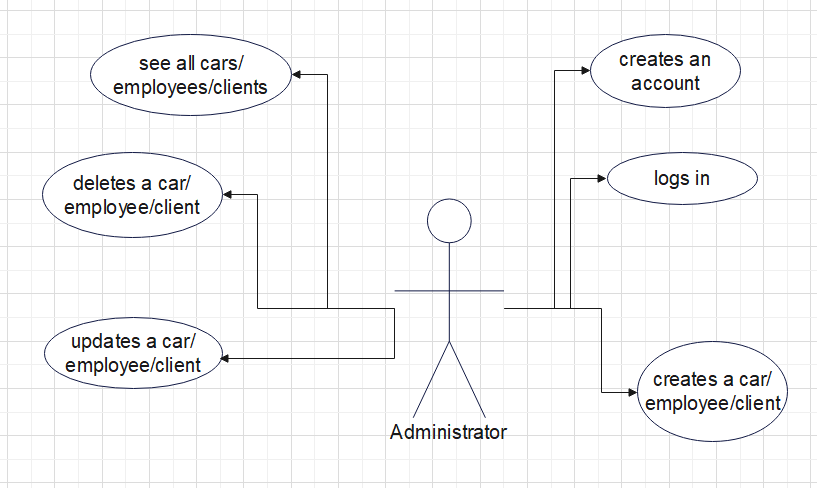 see all cars/
employees/clients
creates an
account
deletes a car/
employee/client
logs in
updates a car/
employee/client
creates a car/
employee/client
Administrator